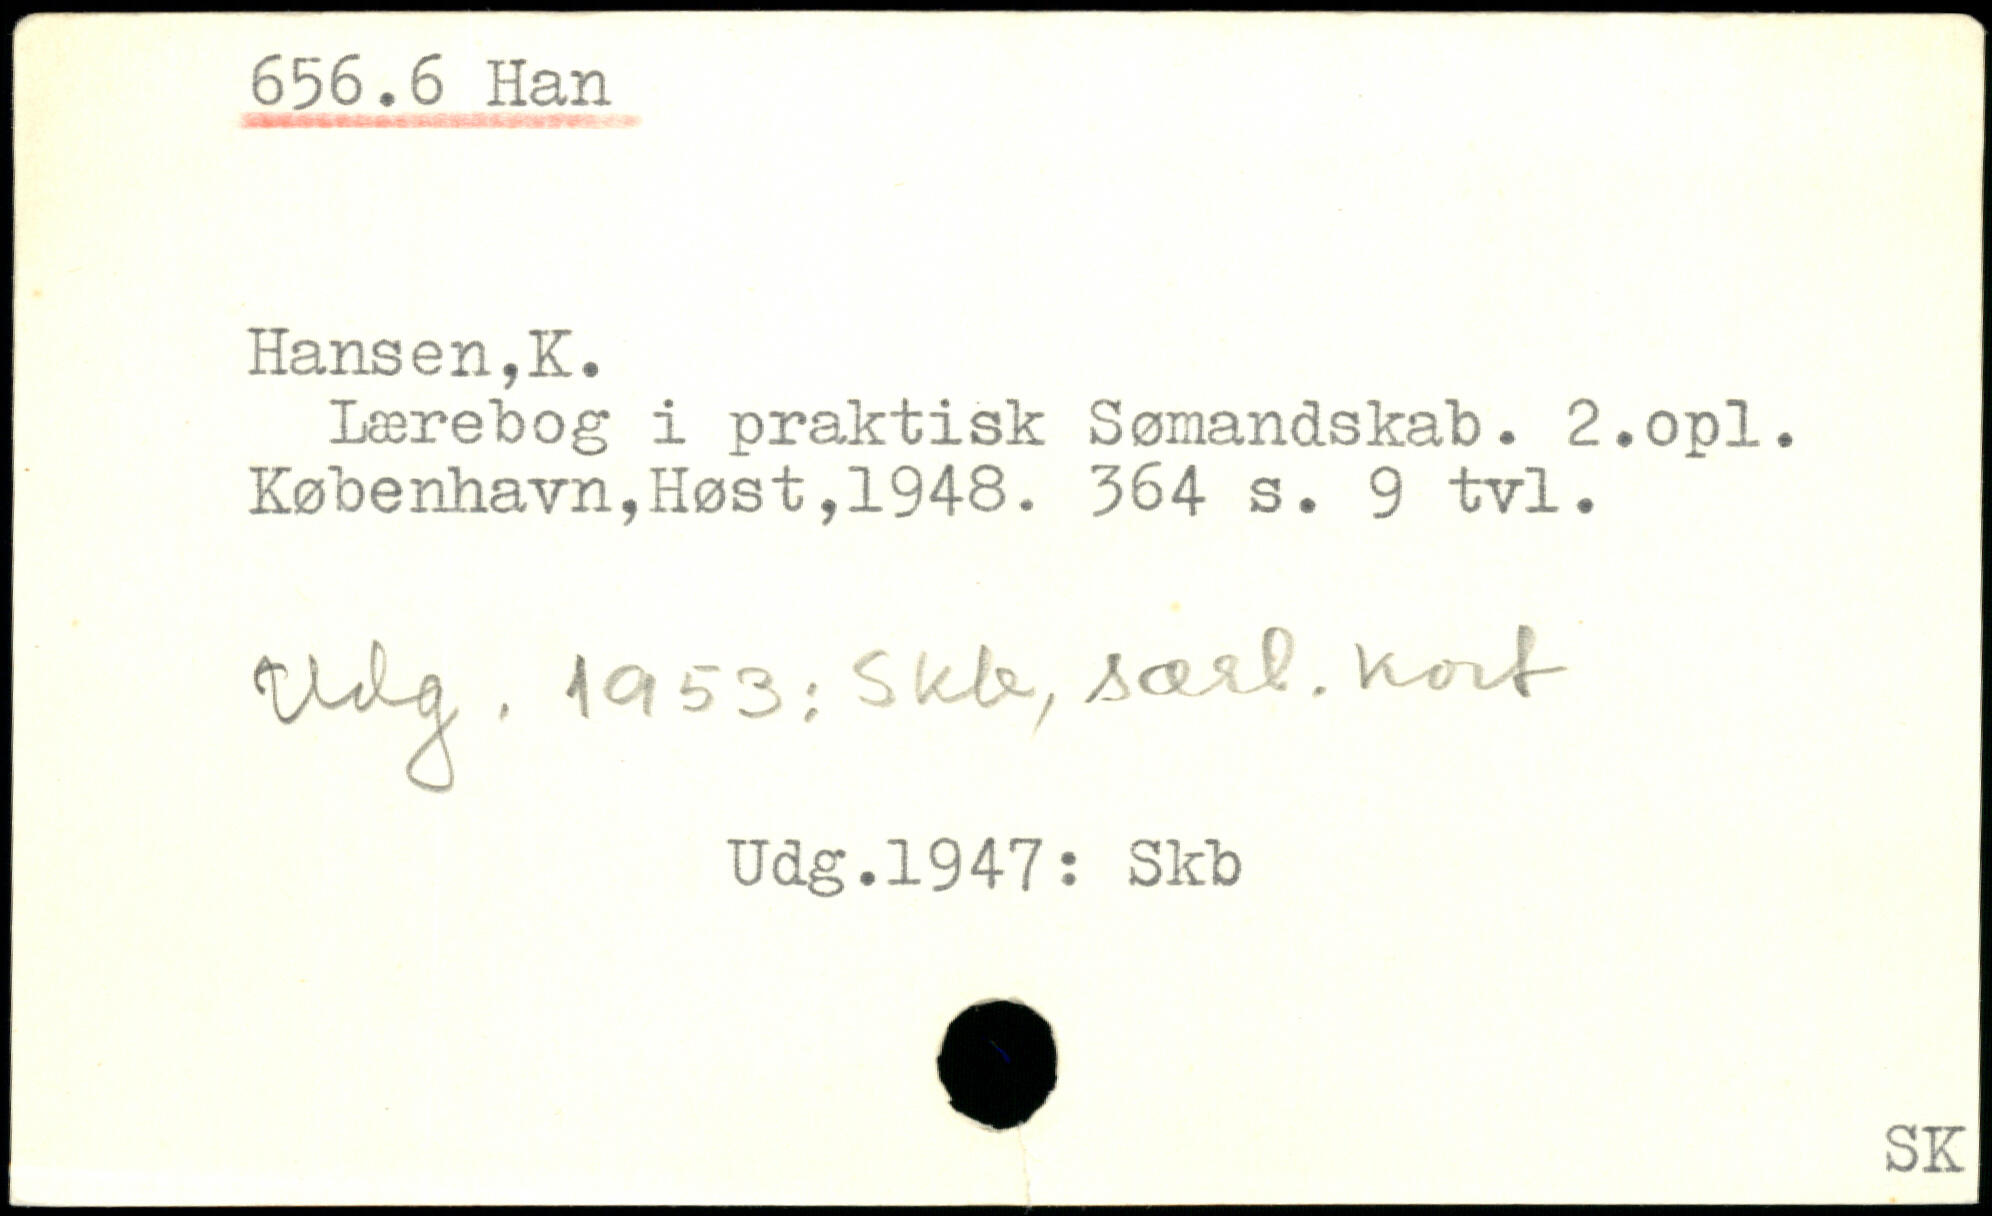 656.6 Han
Hansen,K.
Lærebog i praktisk Sømandskab. 2.opl.
København,Høst,1948. 364 s. 9 tvl.
Udg. 1953: Skb, særl. kort
Udg.1947: Skb
SK